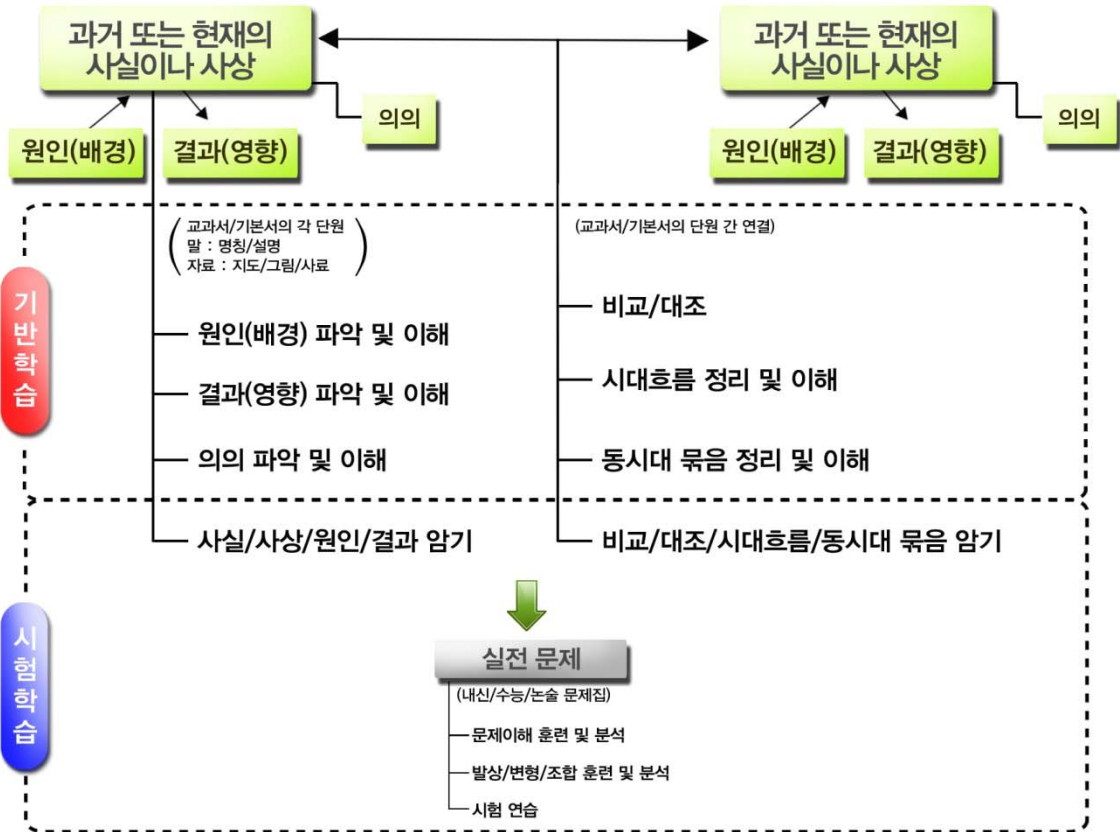 과거 또는 현재의
사실이나 사상
의의
원인(배경)
결과(영향)
과거 또는 현재의
사실이나 사상
의의
원인(배경)
결과(영향)
기반학습
교과서/기본서의 각 단원
말 : 명칭/설명
자료 : 지도/그림/사료
원인(배경) 파악 및 이해
결과(영향) 파악 및 이해
의의 파악 및 이해
(교과서/기본서의 단원 간 연결)
비교/대조
시대흐름 정리 및 이해
동시대 묶음 정리 및 이해
시험학습
사실/사상/원인/결과 암기
비교/대조/시대흐름/동시대 묶음 암기
실전 문제
(내신/수능/논술 문제집)
문제이해 훈련 및 분석
발상/변형/조합 훈련 및 분석
시험 연습